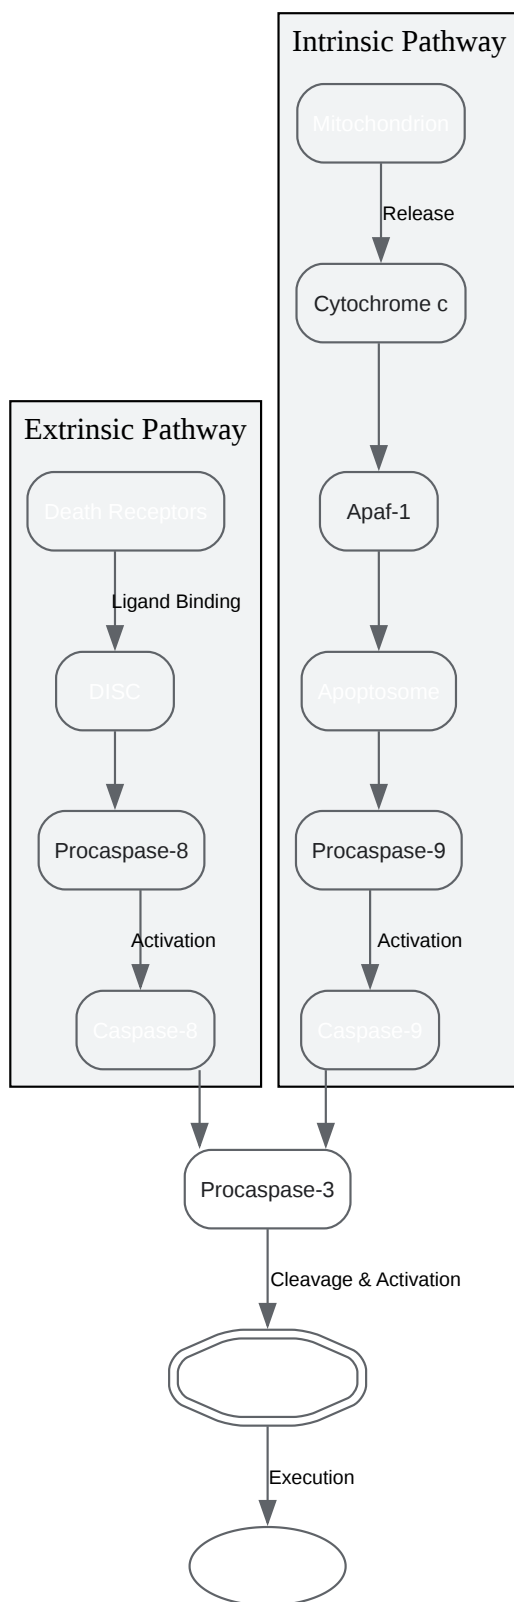 Intrinsic Pathway
Mitochondrion
Release
Cytochrome c
Apaf-1
Apoptosome
Procaspase-9
Activation
Caspase-9
Extrinsic Pathway
Death Receptors
Ligand Binding
DISC
Procaspase-8
Activation
Caspase-8
Procaspase-3
Cleavage & Activation
Execution